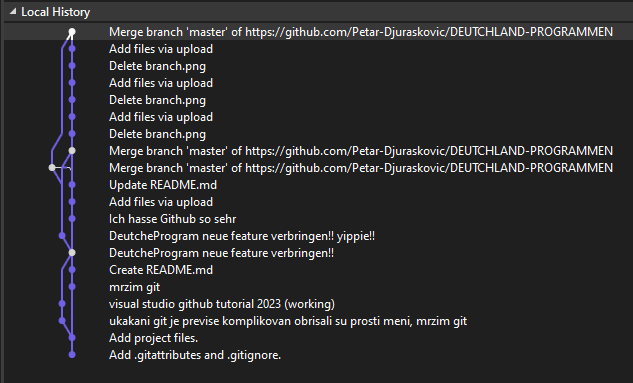 Local History
Merge branch 'master' of https://github.com/Petar-Djuraskovic/DEUTCHLAND-PROGRAMMEN
Add files via upload
Delete branch.png
Add files via upload
Delete branch.png
Add files via upload
Delete branch.png
Merge branch 'master' of https://github.com/Petar-Djuraskovic/DEUTCHLAND-PROGRAMMEN
Merge branch 'master' of https://github.com/Petar-Djuraskovic/DEUTCHLAND-PROGRAMMEN
Update README.md
Add files via upload
Ich hasse Github so sehr
DeutcheProgram neue feature verbringen!! yippie!!
DeutcheProgram neue feature verbringen!!
Create README.md
mrzim git
visual studio github tutorial 2023 (working)
ukakani git je previse komplikovan obrisali su prosti meni, mrzim git
Add project files.
Add .gitattributes and .gitignore.